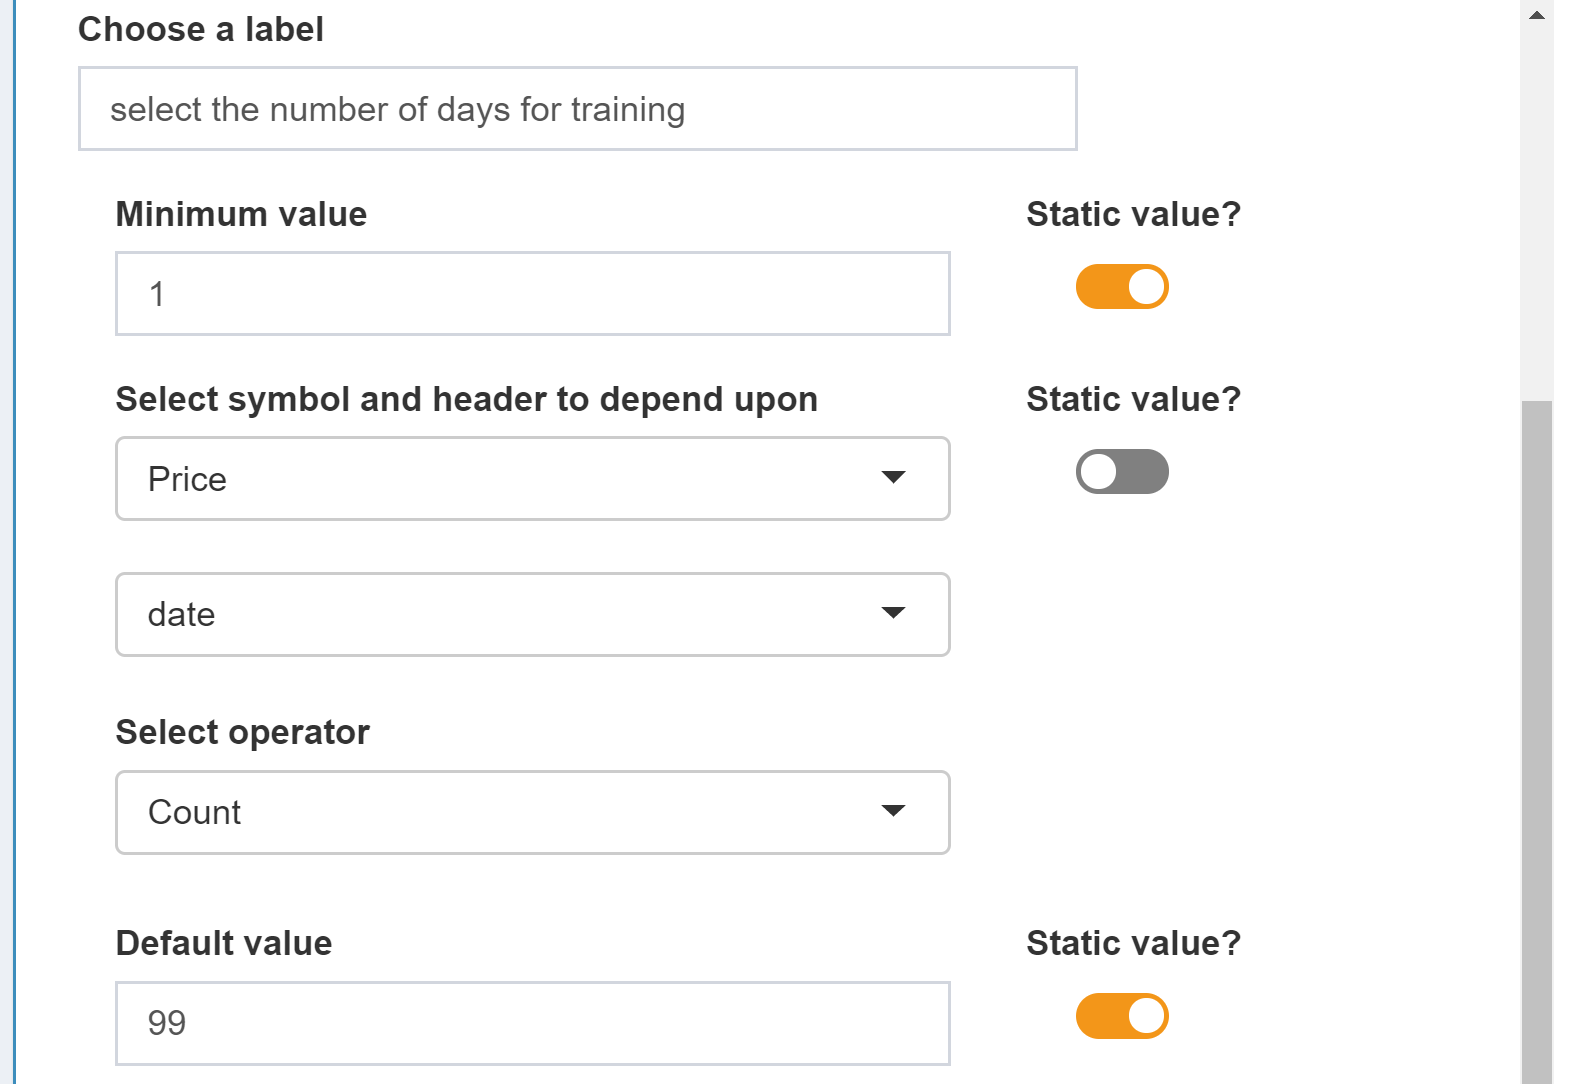 Choose a label
select the number of days for training
Minimum value
Static value?
1
Select symbol and header to depend upon
Static value?
Price
date
Select operator
Count
Default value
Static value?
99